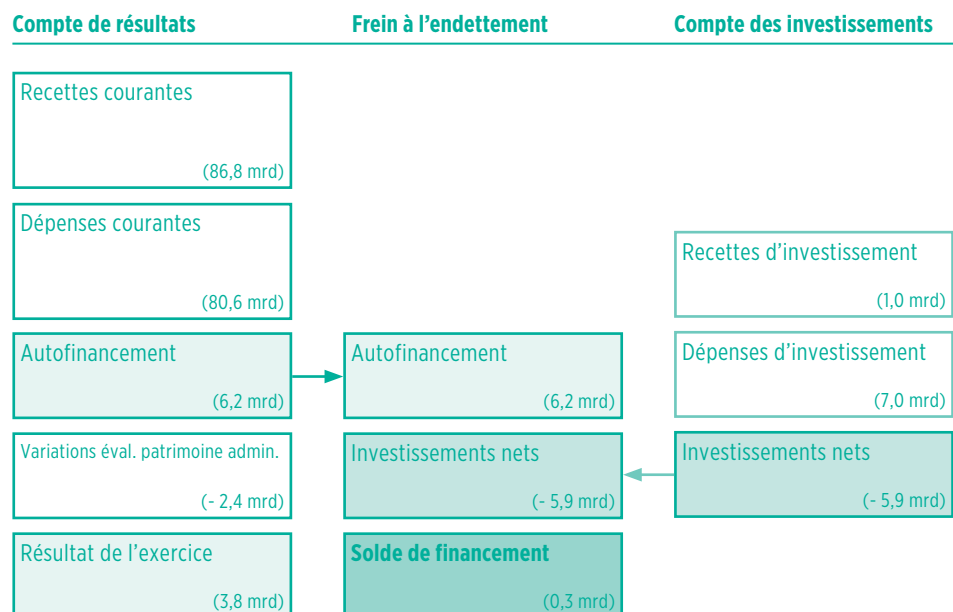 Compte de résultats
Frein à l'endettement
Compte des investissements
Recettes courantes
(86,8 mrd)
Dépenses courantes
(80,6 mrd)
Autofinancement
(6,2 mrd)
Variations éval. patrimoine admin.
(- 2,4 mrd)
Résultat de l'exercice
(3,8 mrd)
Autofinancement
(6,2 mrd)
Investissements nets
(- 5,9 mrd)
Solde de financement
(0,3 mrd)
Recettes d'investissement
(1,0 mrd)
Dépenses d'investissement
(7,0 mrd)
Investissements nets
(- 5,9 mrd)